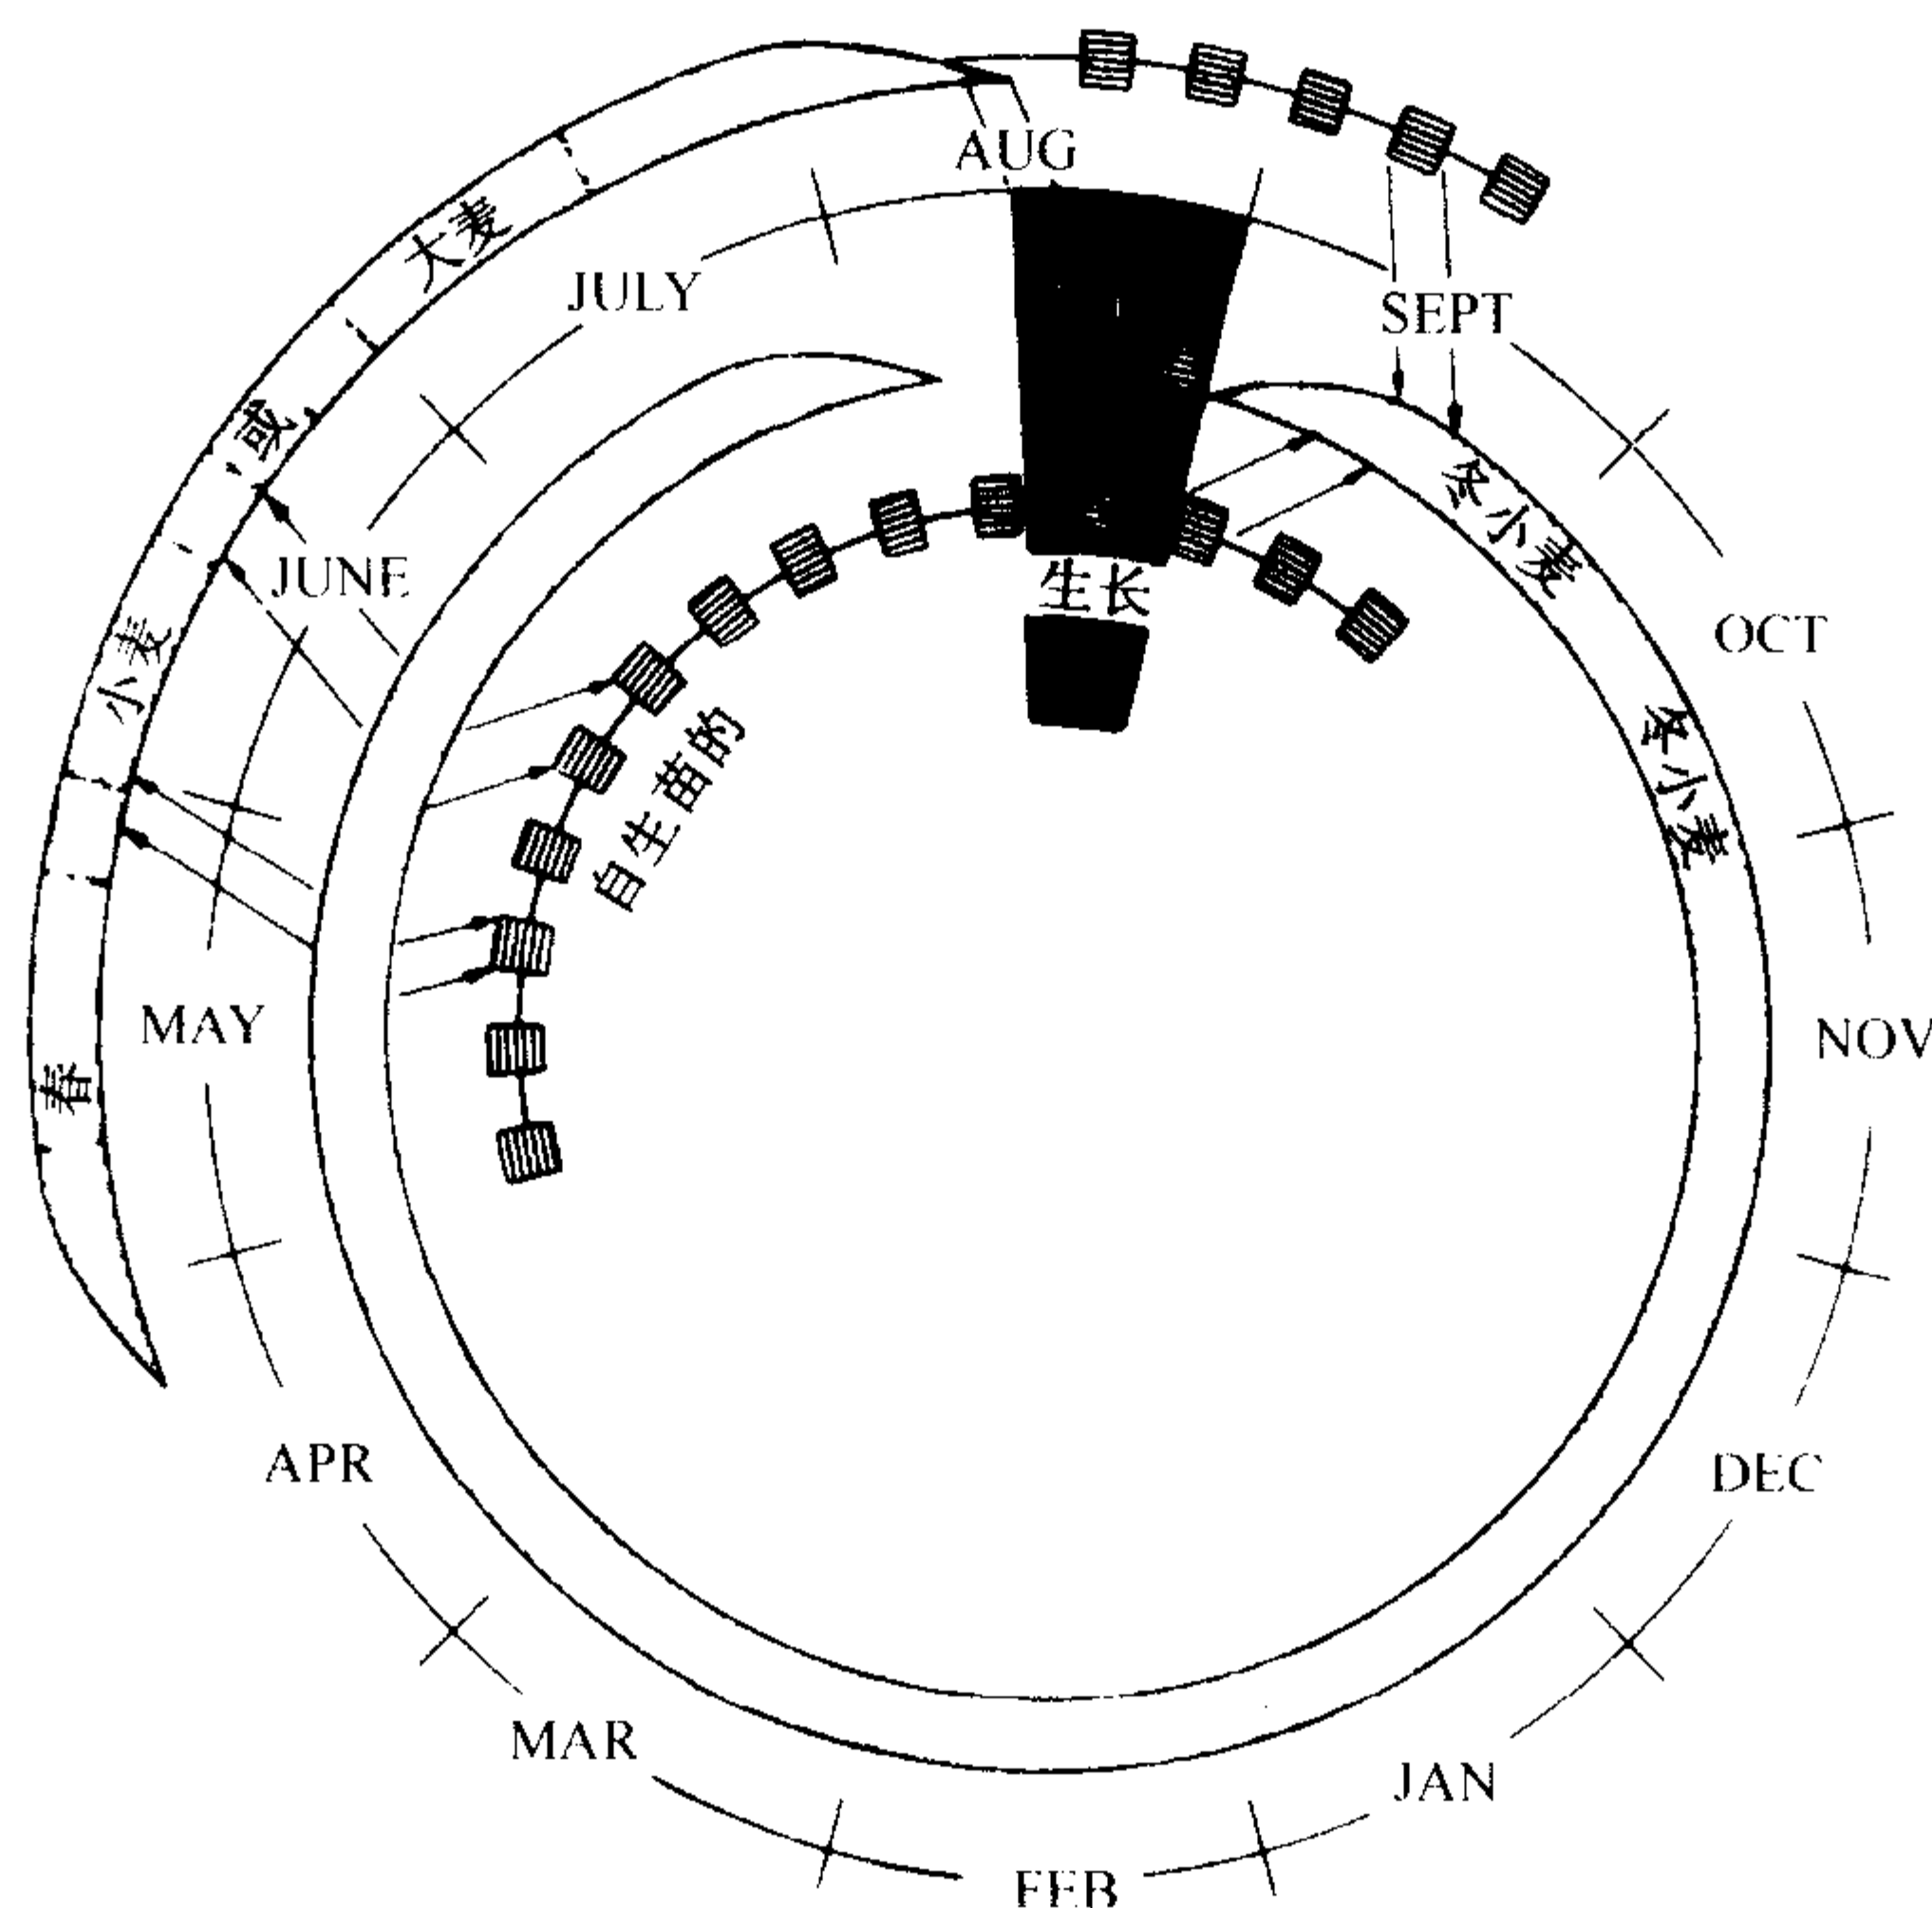 AUG
SEPT
OCT
NOV
DEC
JAN
FEB
MAR
APR
MAY
JUNE
JULY
春
小麦
或
大麦
冬小麦
冬小麦
生长
自生苗的